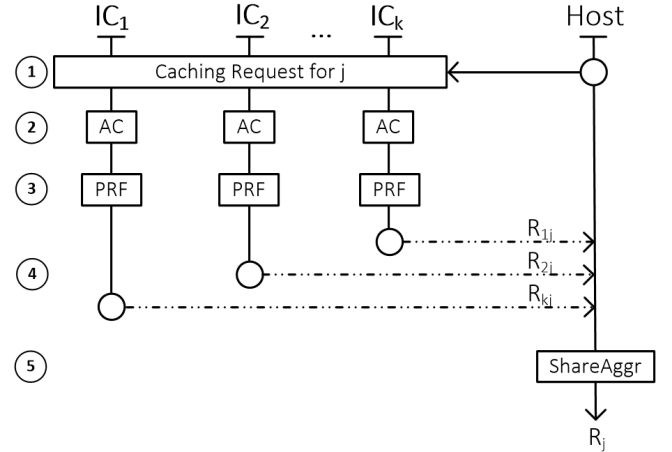 IC1 IC2 ... ICk Host
1 Caching Request for j
2 AC AC AC
3 PRF PRF PRF
R1j
4 R2j
Rkj
5 ShareAggr
Rj